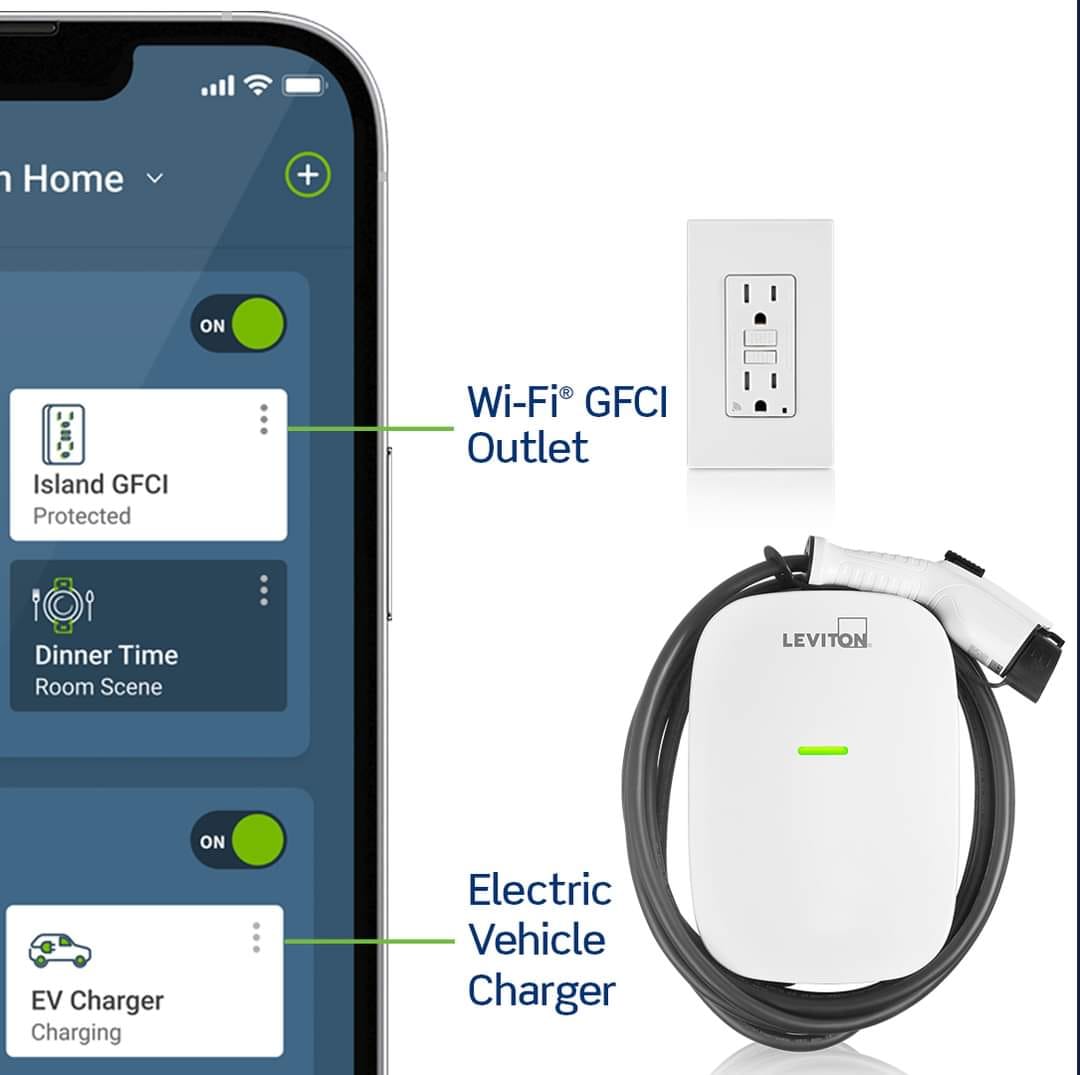 n Home
ON
Island GFCI
Protected
Dinner Time
Room Scene
ON
EV Charger
Charging
Wi-Fi® GFCI
Outlet
LEVITON®
Electric
Vehicle
Charger